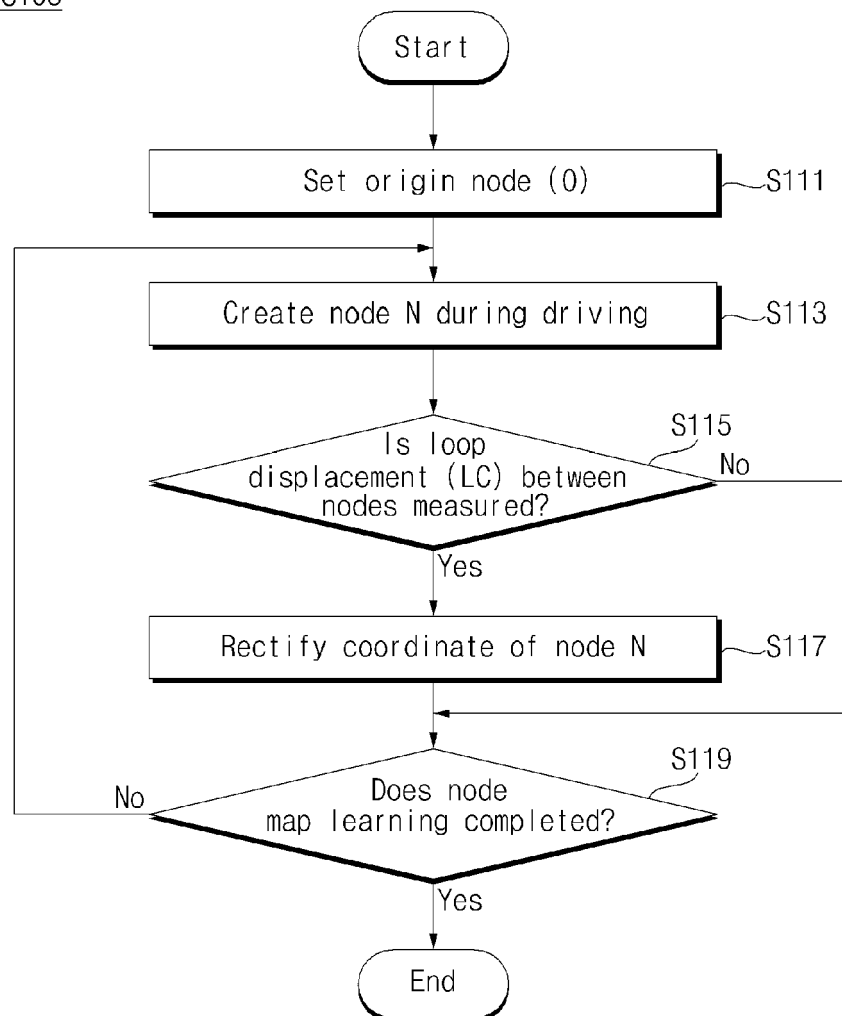 Start
Set origin node (O)
S111
Create node N during driving
S113
Is loop
displacement (LC) between
nodes measured?
S115
No
Yes
Rectify coordinate of node N
S117
Does node
map learning completed?
S119
No
Yes
End